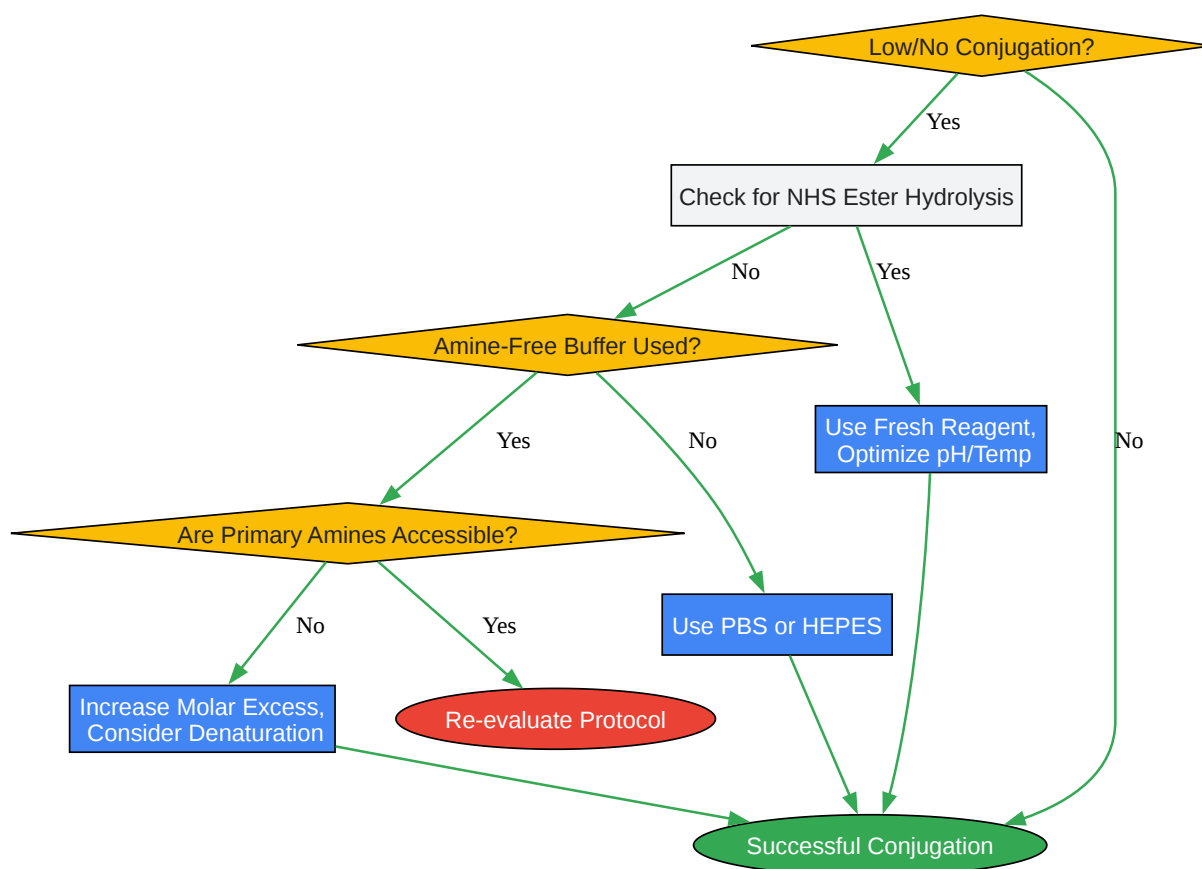 Low/No Conjugation?
Yes
Check for NHS Ester Hydrolysis
No
Yes
Amine-Free Buffer Used?
Use Fresh Reagent,
Optimize pH/Temp
Yes
No
No
Are Primary Amines Accessible?
Use PBS or HEPES
No
Yes
Increase Molar Excess,
Consider Denaturation
Re-evaluate Protocol
Successful Conjugation